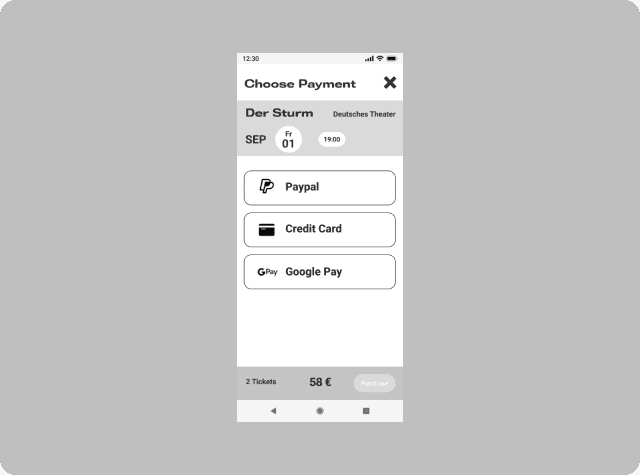 12:30
Choose Payment
Der Sturm
Deutsches Theater
SEP
Fr
01
19:00
Paypal
Credit Card
G Pay
Google Pay
2 Tickets
58 €
Purchase